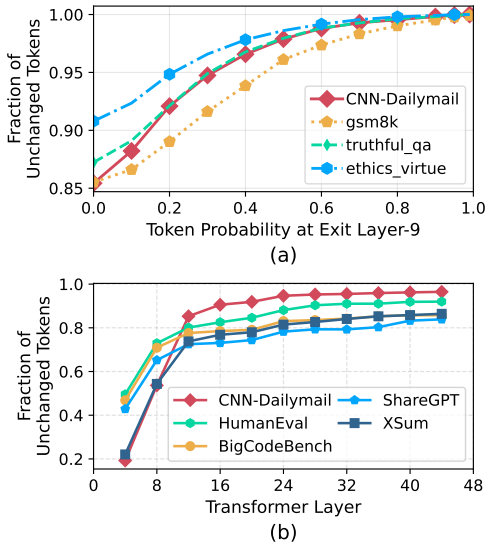 1.00
0.95
0.90
0.85
Fraction of
Unchanged Tokens
CNN-Dailymail
gsm8k
truthful_qa
ethics_virtue
0.0 0.2 0.4 0.6 0.8 1.0
Token Probability at Exit Layer-9
(a)
1.0
0.8
0.6
0.4
0.2
Fraction of
Unchanged Tokens
CNN-Dailymail ShareGPT
HumanEval XSum
BigCodeBench
0 8 16 24 32 40 48
Transformer Layer
(b)